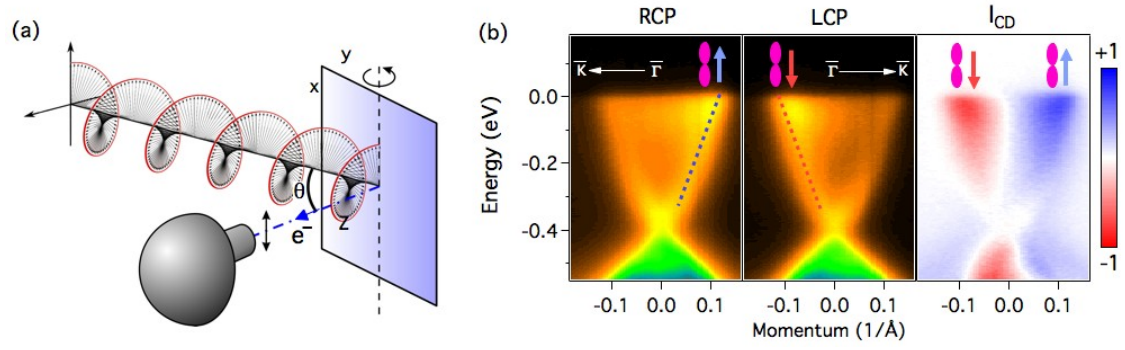 (a)
y
x
θ
z
e−
(b)
RCP LCP ICD
K̅ Γ̅ Γ̅ K̅
+1
-1
Energy (eV)
0.0
-0.2
-0.4
-0.1 0.0 0.1 -0.1 0.0 0.1 -0.1 0.0 0.1
Momentum (1/Å)